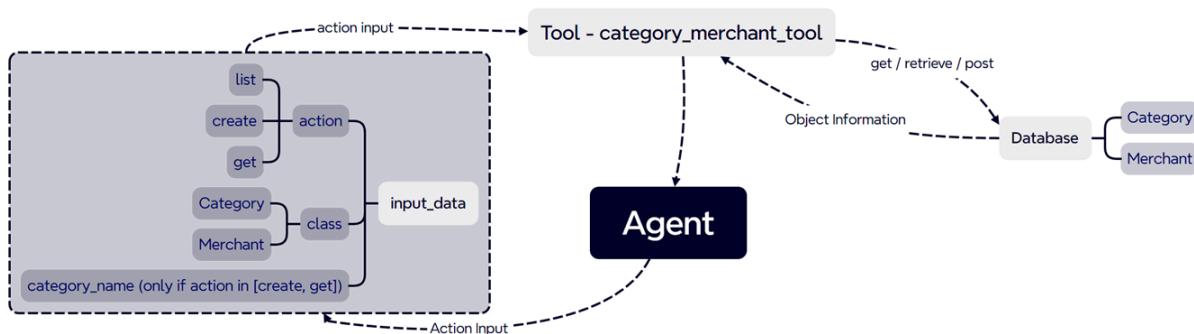 action input
Tool - category_merchant_tool
get / retrieve / post
Object Information
Database
Category
Merchant
list
create
action
get
Category
class
Merchant
input_data
category_name (only if action in [create, get])
Agent
Action Input